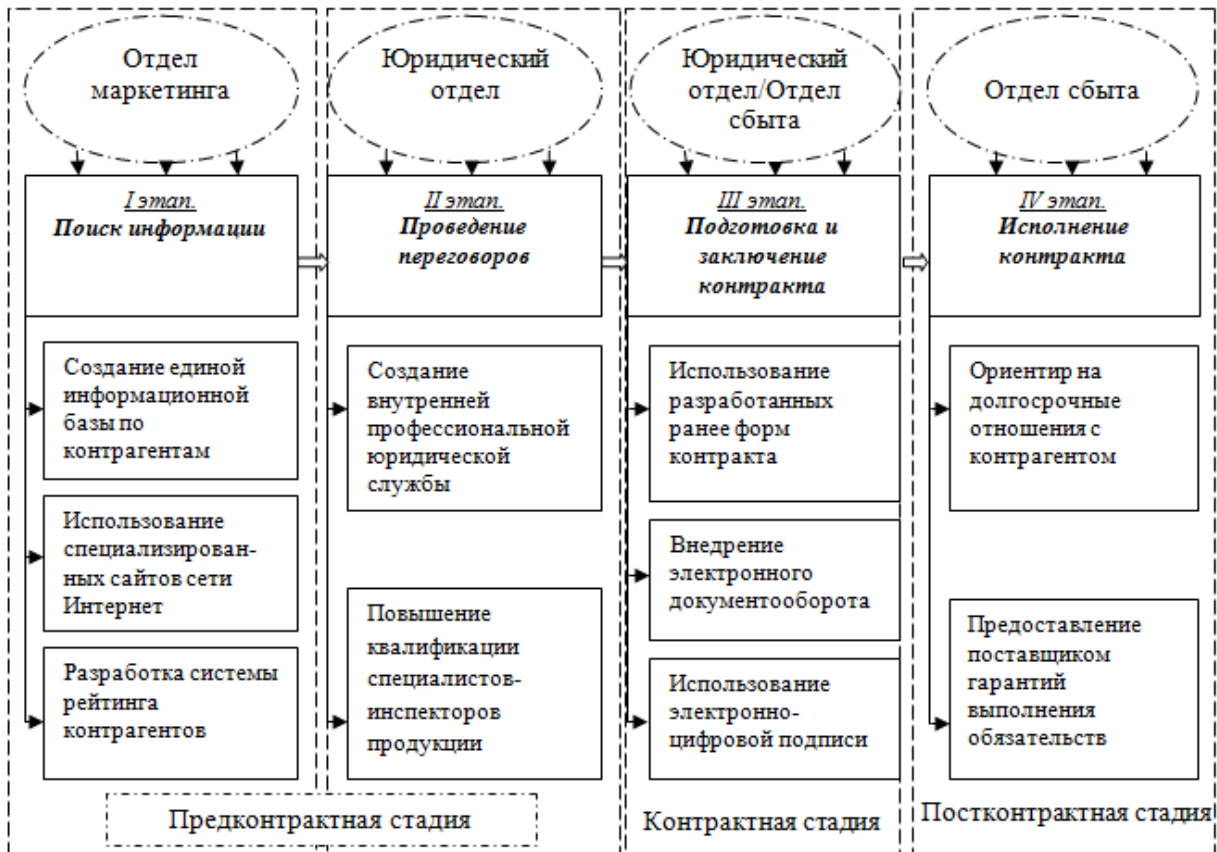 Отдел
маркетинга
Юридический
отдел
Юридический
отдел/Отдел
сбыта
Отдел сбыта
I этап.
Поиск информации
II этап.
Проведение
переговоров
III этап.
Подготовка и
заключение
контракта
IV этап.
Исполнение
контракта
Создание единой
информационной
базы по
контрагентам
Использование
специализирован-
ных сайтов сети
Интернет
Разработка системы
рейтинга
контрагентов
Создание
внутренней
профессиональной
юридической
службы
Повышение
квалификации
специалистов-
инспекторов
продукции
Использование
разработанных
ранее форм
контракта
Внедрение
электронного
документооборота
Использование
электронно-
цифровой подписи
Ориентир на
долгосрочные
отношения с
контрагентом
Предоставление
поставщиком
гарантий
выполнения
обязательств
Предконтрактная стадия
Контрактная стадия
Постконтрактная стадия